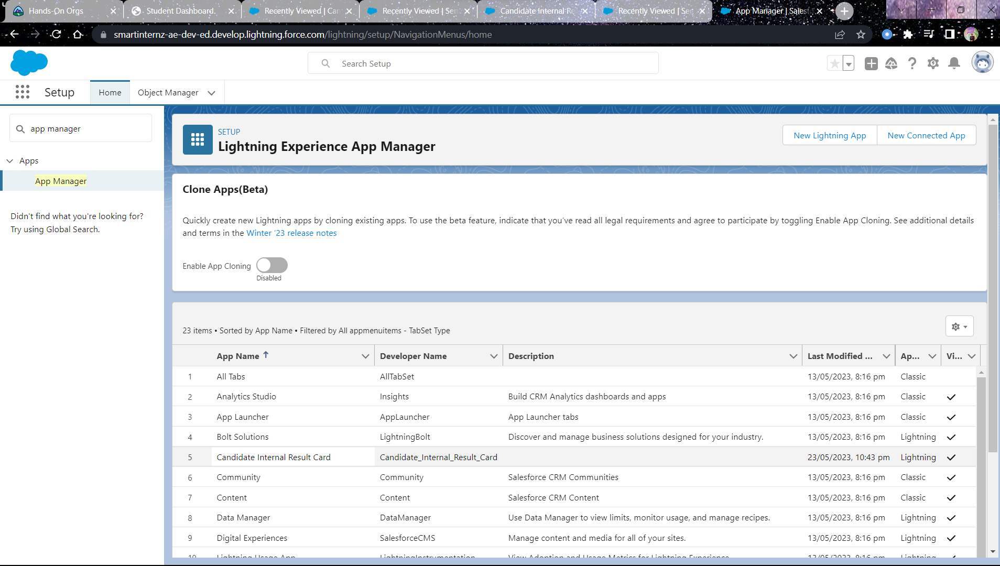 Hands-On Orgs
Student Dashboard.
Recently Viewed | Can
Recently Viewed | Sem
Candidate Internal Re
Recently Viewed | Sem
App Manager | Salesf
smartinternz-ae-dev-ed.develop.lightning.force.com/lightning/setup/NavigationMenus/home
Search Setup
Setup
Home
Object Manager
app manager
Apps
App Manager
Didn't find what you're looking for?
Try using Global Search.
SETUP
Lightning Experience App Manager
New Lightning App
New Connected App
Clone Apps(Beta)
Quickly create new Lightning apps by cloning existing apps. To use the beta feature, indicate that you’ve read all legal requirements and agree to participate by toggling Enable App Cloning. See additional details
and terms in the Winter ‘23 release notes
Enable App Cloning
Disabled
23 items • Sorted by App Name • Filtered by All appmenuitems - TabSet Type
App Name ↑ Developer Name Description Last Modified ... Ap... Vi...
1 All Tabs AllTabSet 13/05/2023, 8:16 pm Classic
2 Analytics Studio Insights Build CRM Analytics dashboards and apps 13/05/2023, 8:16 pm Classic
3 App Launcher AppLauncher App Launcher tabs 13/05/2023, 8:16 pm Classic
4 Bolt Solutions LightningBolt Discover and manage business solutions designed for your industry. 13/05/2023, 8:16 pm Lightning
5 Candidate Internal Result Card Candidate_Internal_Result_Card 23/05/2023, 10:43 pm Lightning
6 Community Community Salesforce CRM Communities 13/05/2023, 8:16 pm Classic
7 Content Content Salesforce CRM Content 13/05/2023, 8:16 pm Classic
8 Data Manager DataManager Use Data Manager to view limits, monitor usage, and manage recipes. 13/05/2023, 8:16 pm Lightning
9 Digital Experiences SalesforceCMS Manage content and media for all of your sites. 13/05/2023, 8:16 pm Lightning
10 Lightning Usage App LightningInstrumentation View Adoption and Usage Metrics for Lightning Experience 13/05/2023, 8:16 pm Lightning